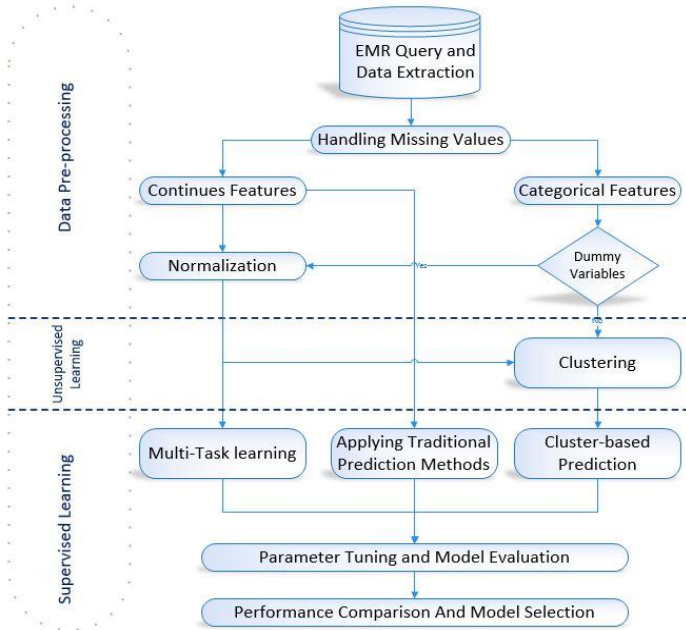 EMR Query and
Data Extraction
Handling Missing Values
Continues Features
Categorical Features
Normalization
Yes
Dummy
Variables
Data Pre-processing
Clustering
Unsupervised
Learning
Multi-Task learning
Applying Traditional
Prediction Methods
Cluster-based
Prediction
Parameter Tuning and Model Evaluation
Performance Comparison And Model Selection
Supervised Learning